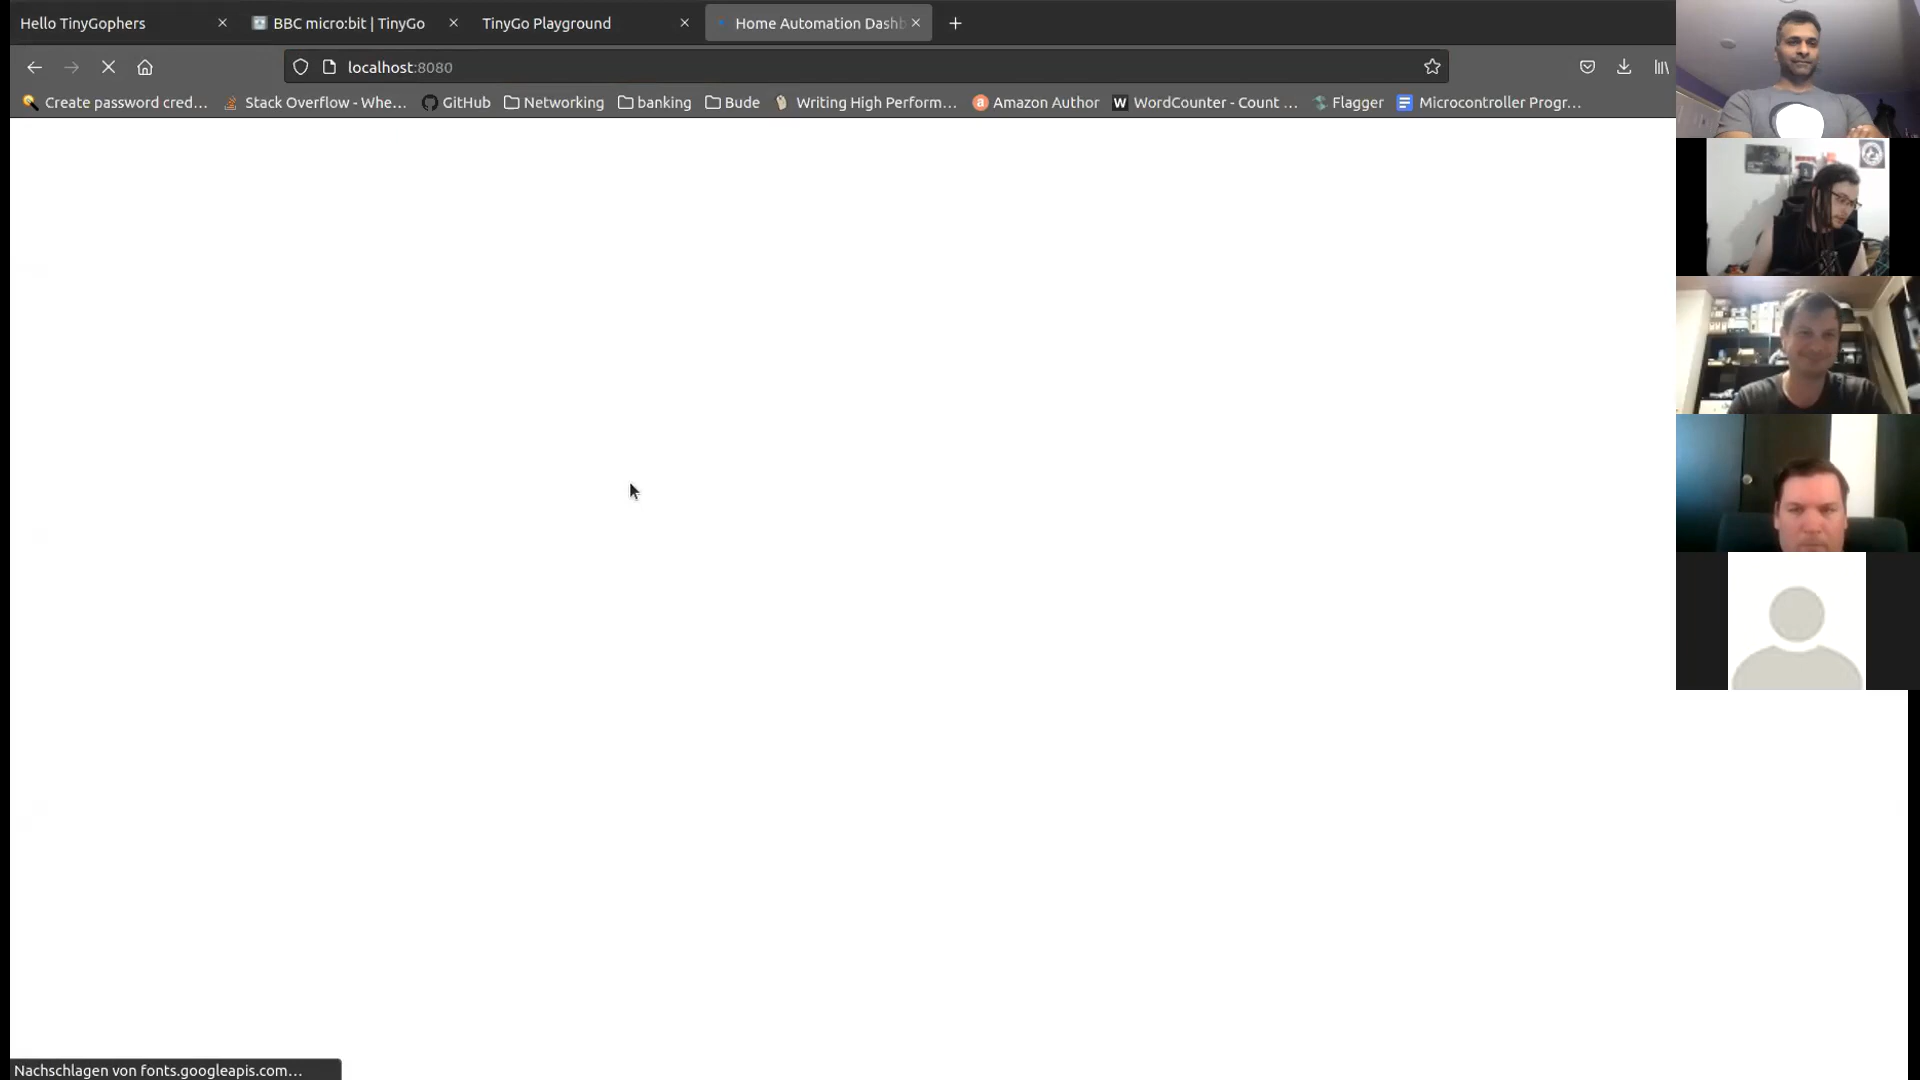 Hello TinyGophers
BBC micro:bit | TinyGo
TinyGo Playground
Home Automation Dashb
localhost:8080
Create password cred…
Stack Overflow - Whe…
GitHub
Networking
banking
Bude
Writing High Perform…
Amazon Author
W WordCounter - Count …
Flagger
Microcontroller Progr…
Nachschlagen von fonts.googleapis.com…